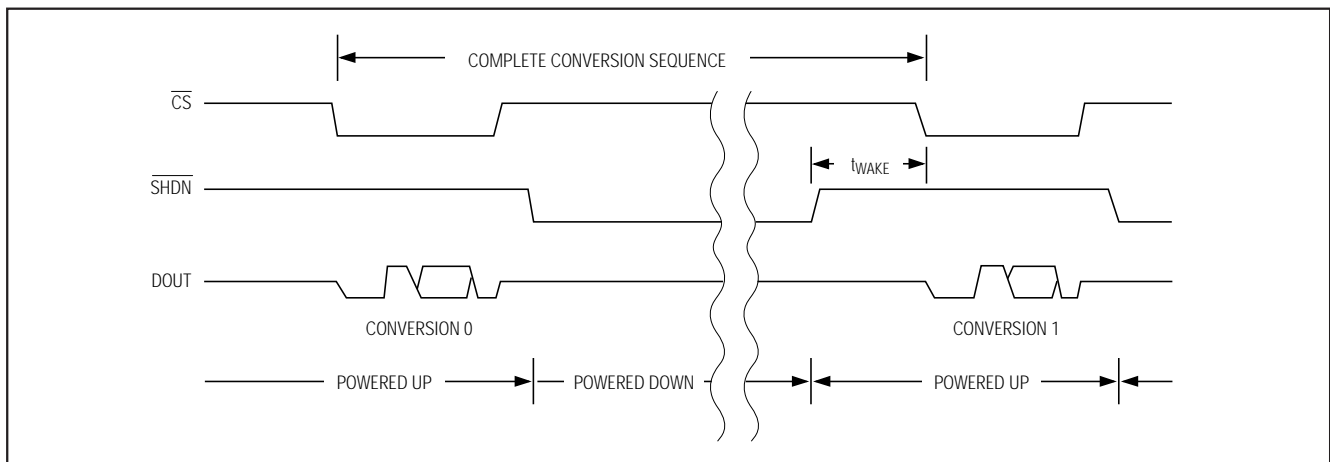 COMPLETE CONVERSION SEQUENCE
CS
tWAKE
SHDN
DOUT
CONVERSION 0
CONVERSION 1
POWERED UP
POWERED DOWN
POWERED UP